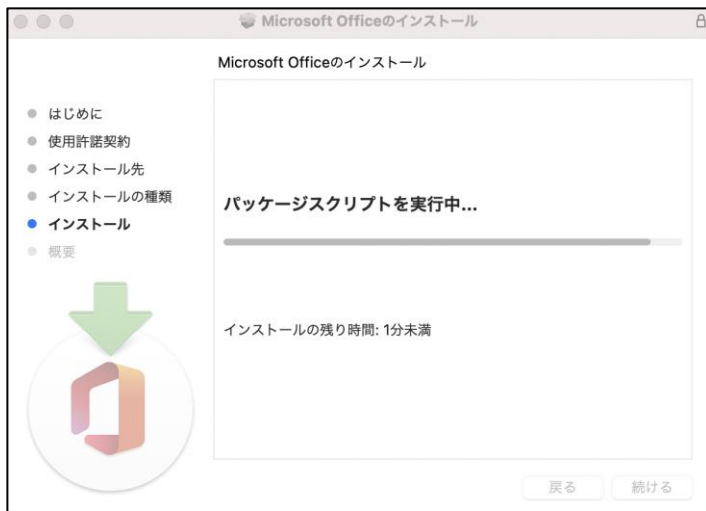 Microsoft Officeのインストール
Microsoft Officeのインストール
はじめに
使用許諾契約
インストール先
インストールの種類
インストール
概要
パッケージスクリプトを実行中...
インストールの残り時間: 1分未満
戻る
続ける